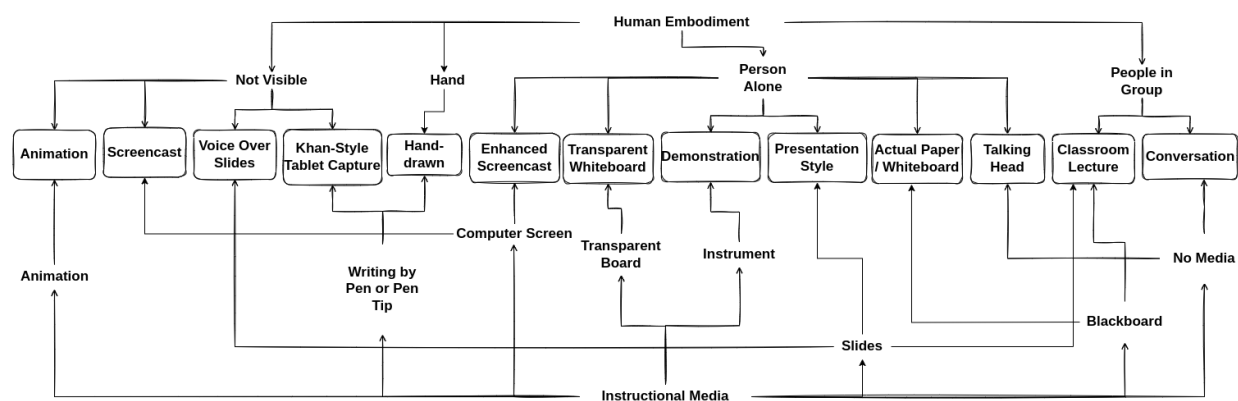 Human Embodiment
Not Visible
Hand
Person
Alone
People in
Group
Animation
Screencast
Voice Over
Slides
Khan-Style
Tablet Capture
Hand-
drawn
Enhanced
Screencast
Transparent
Whiteboard
Demonstration
Presentation
Style
Actual Paper
/ Whiteboard
Talking
Head
Classroom
Lecture
Conversation
Computer Screen
Transparent
Board
Instrument
No Media
Animation
Writing by
Pen or Pen
Tip
Blackboard
Slides
Instructional Media